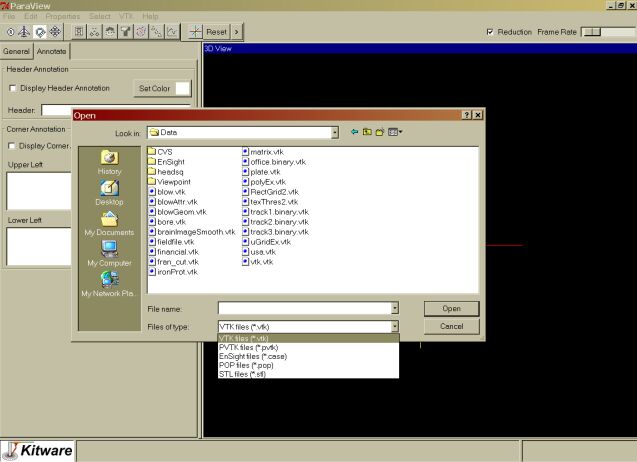 ParaView
File Edit Properties Select VTX Help
Reset >
Reduction Frame Rate
General Annotate
3D View
Header Annotation
Display Header Annotation Set Color
Header:
Open
Corner Annotation
Look in: Data
Display Corner
Upper Left
Lower Left
History
Desktop
My Documents
My Computer
My Network Pla...
CVS
EnSight
headsq
Viewpoint
blow.vtk
blowAttr.vtk
blowGeom.vtk
bore.vtk
brainImageSmooth.vtk
fieldfile.vtk
financial.vtk
fran_cut.vtk
ironProt.vtk
matrix.vtk
office.binary.vtk
plate.vtk
polyEx.vtk
RectGrid2.vtk
texThres2.vtk
track1.binary.vtk
track2.binary.vtk
track3.binary.vtk
uGridEx.vtk
usa.vtk
vtk.vtk
File name:
Open
Files of type: VTK files (*.vtk)
Cancel
VTK files (*.vtk)
PVTK files (*.pvtk)
EnSight files (*.case)
POP files (*.pop)
STL files (*.stl)
Kitware